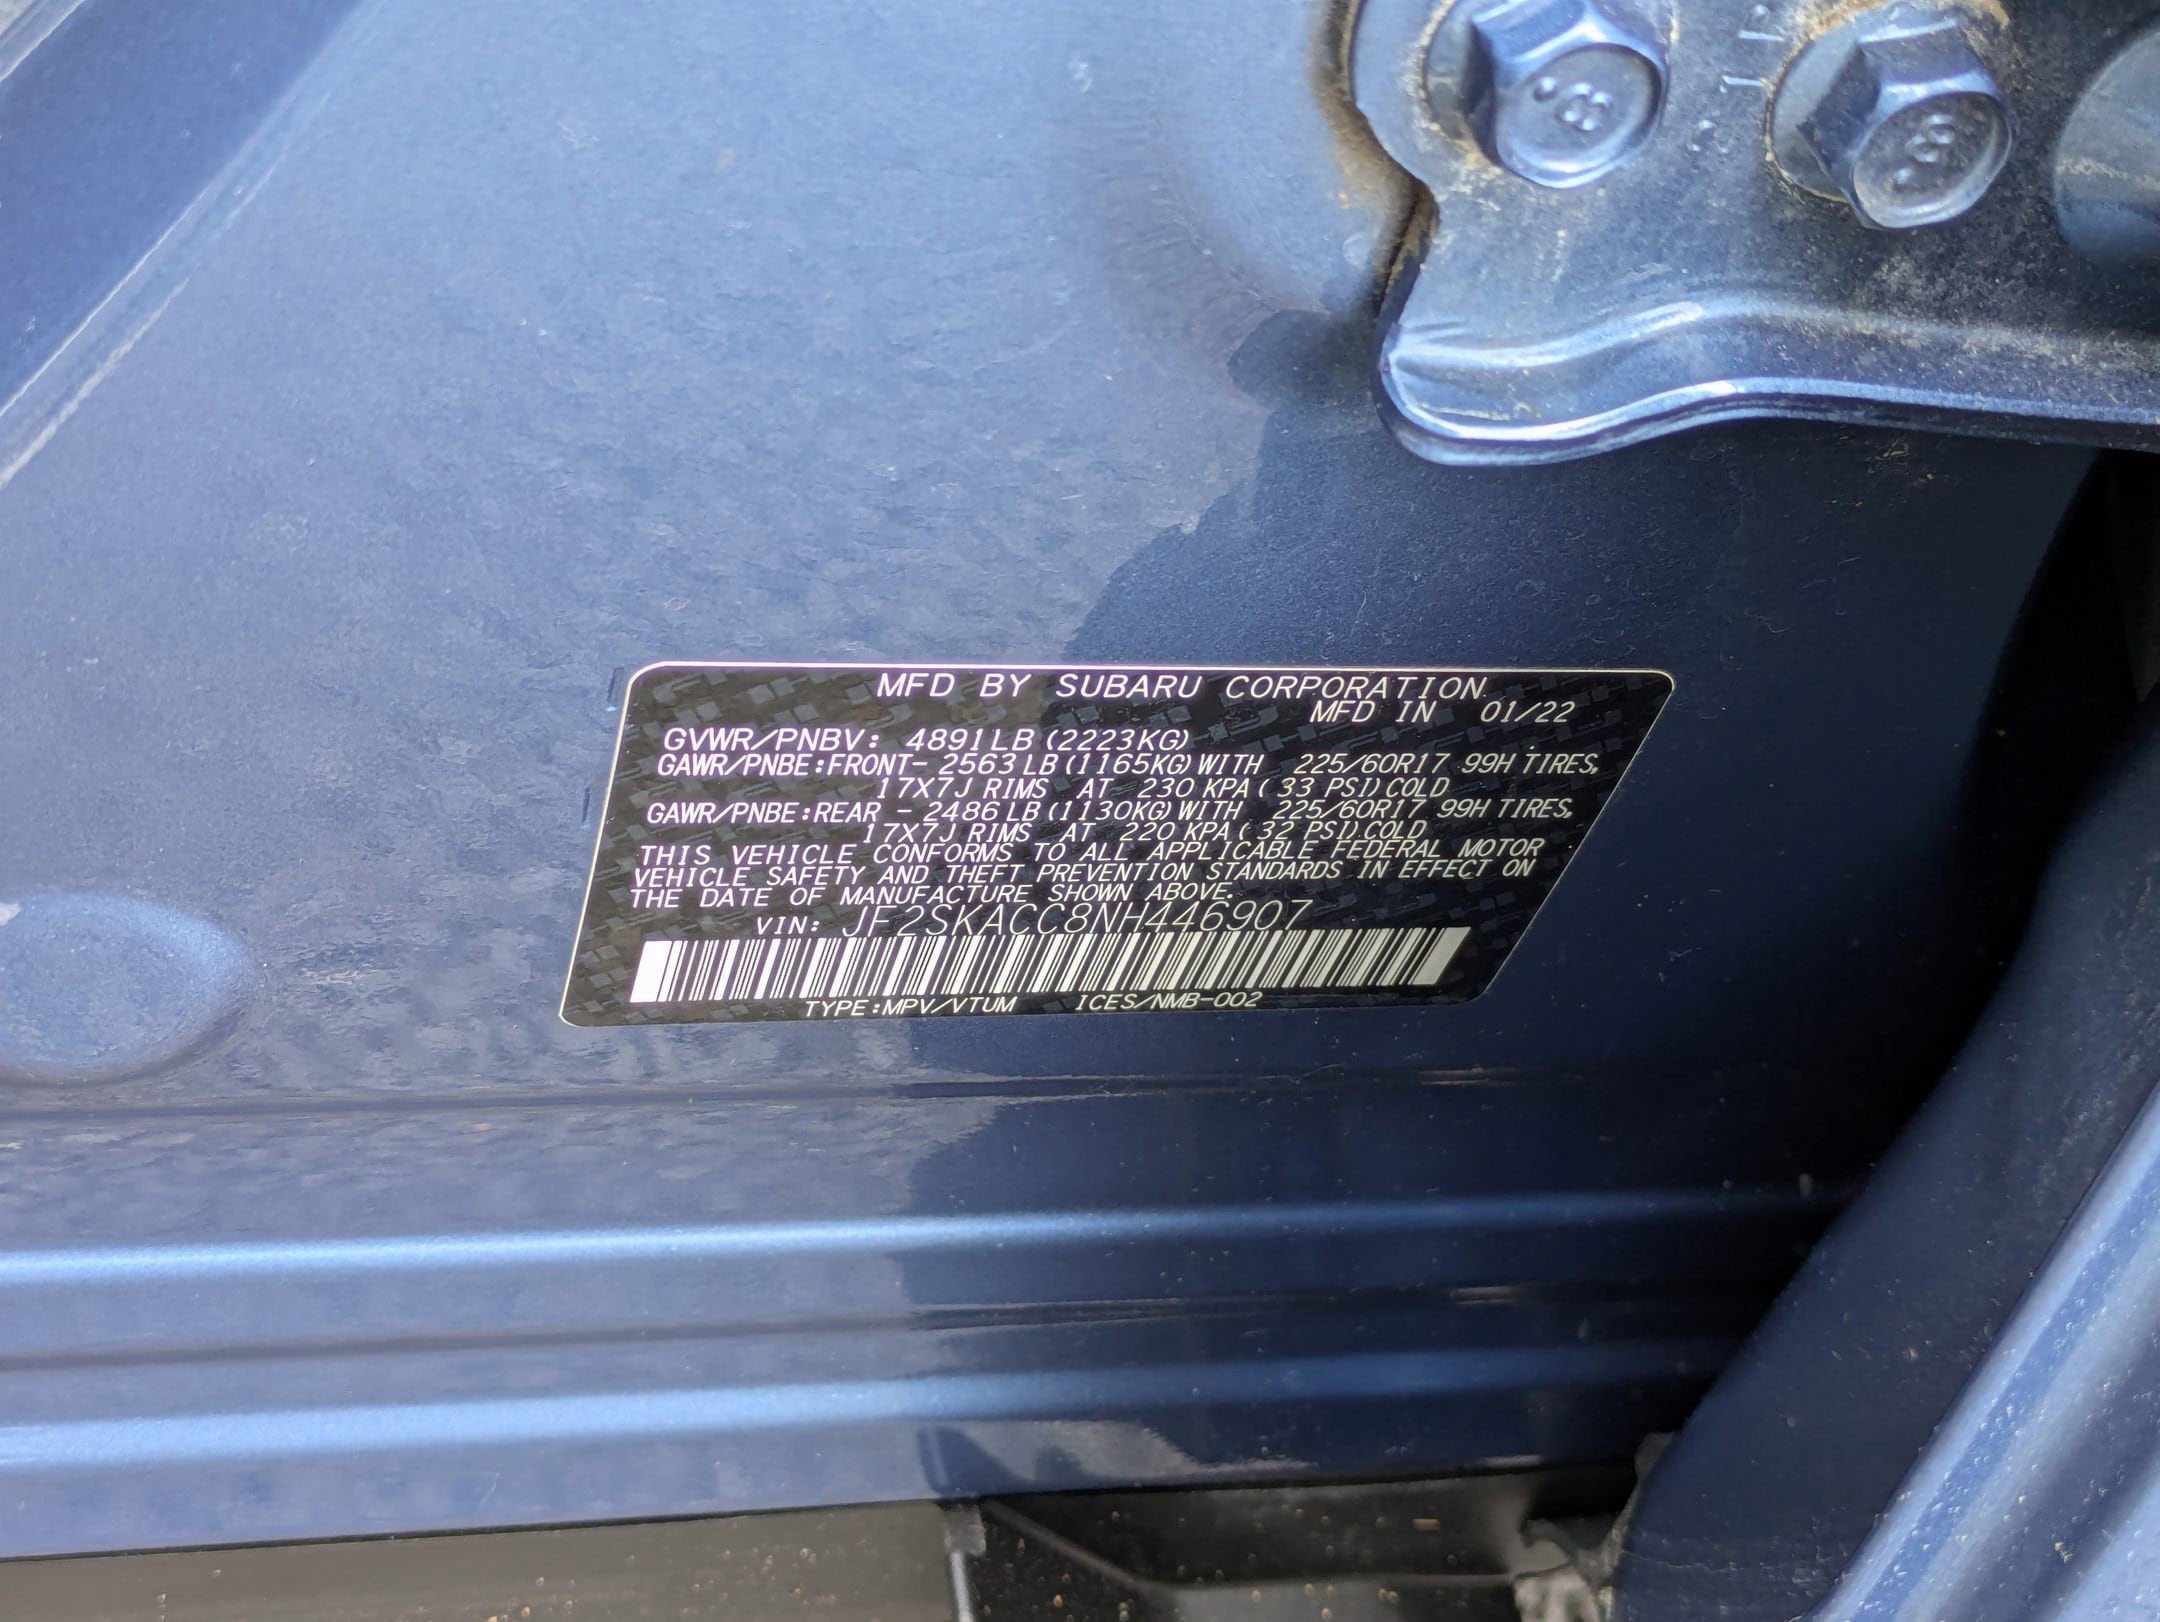 MFD BY SUBARU CORPORATION
MFD IN 01/22
GVWR/PNBV: 4891LB (2223KG)
GAWR/PNBE:FRONT- 2563 LB (1165KG) WITH 225/60R17 99H TIRES,
17X7J RIMS AT 230 KPA ( 33 PSI) COLD
GAWR/PNBE:REAR - 2486 LB (1130KG) WITH 225/60R17 99H TIRES,
17X7J RIMS AT 220 KPA ( 32 PSI) COLD
THIS VEHICLE CONFORMS TO ALL APPLICABLE FEDERAL MOTOR
VEHICLE SAFETY AND THEFT PREVENTION STANDARDS IN EFFECT ON
THE DATE OF MANUFACTURE SHOWN ABOVE.
VIN: JF2SKACC8NH446907
TYPE:MPV/VTUM ICES/NMB-002